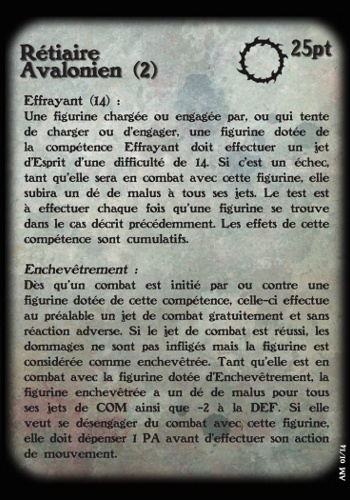 Rétiaire
Avalonien (2)
25pt
Effrayant (14) :
Une figurine chargée ou engagée par, ou qui tente
de charger ou d'engager, une figurine dotée de
la compétence Effrayant doit effectuer un jet
d'Esprit d'une difficulté de 14. Si c'est un échec,
tant qu'elle sera en combat avec cette figurine, elle
subira un dé de malus à tous ses jets. Le test est
à effectuer chaque fois qu'une figurine se trouve
dans le cas décrit précédemment. Les effets de cette
compétence sont cumulatifs.
Enchevêtrement :
Dès qu'un combat est initié par ou contre une
figurine dotée de cette compétence, celle-ci effectue
au préalable un jet de combat gratuitement et sans
réaction adverse. Si le jet de combat est réussi, les
dommages ne sont pas infligés mais la figurine est
considérée comme enchevêtrée. Tant qu'elle est en
combat avec la figurine dotée d'Enchevêtrement, la
figurine enchevêtrée a un dé de malus pour tous
ses jets de COM ainsi que -2 à la DEF. Si elle
veut se désengager du combat avec cette figurine,
elle doit dépenser 1 PA avant d'effectuer son action
de mouvement.
AM 01/14